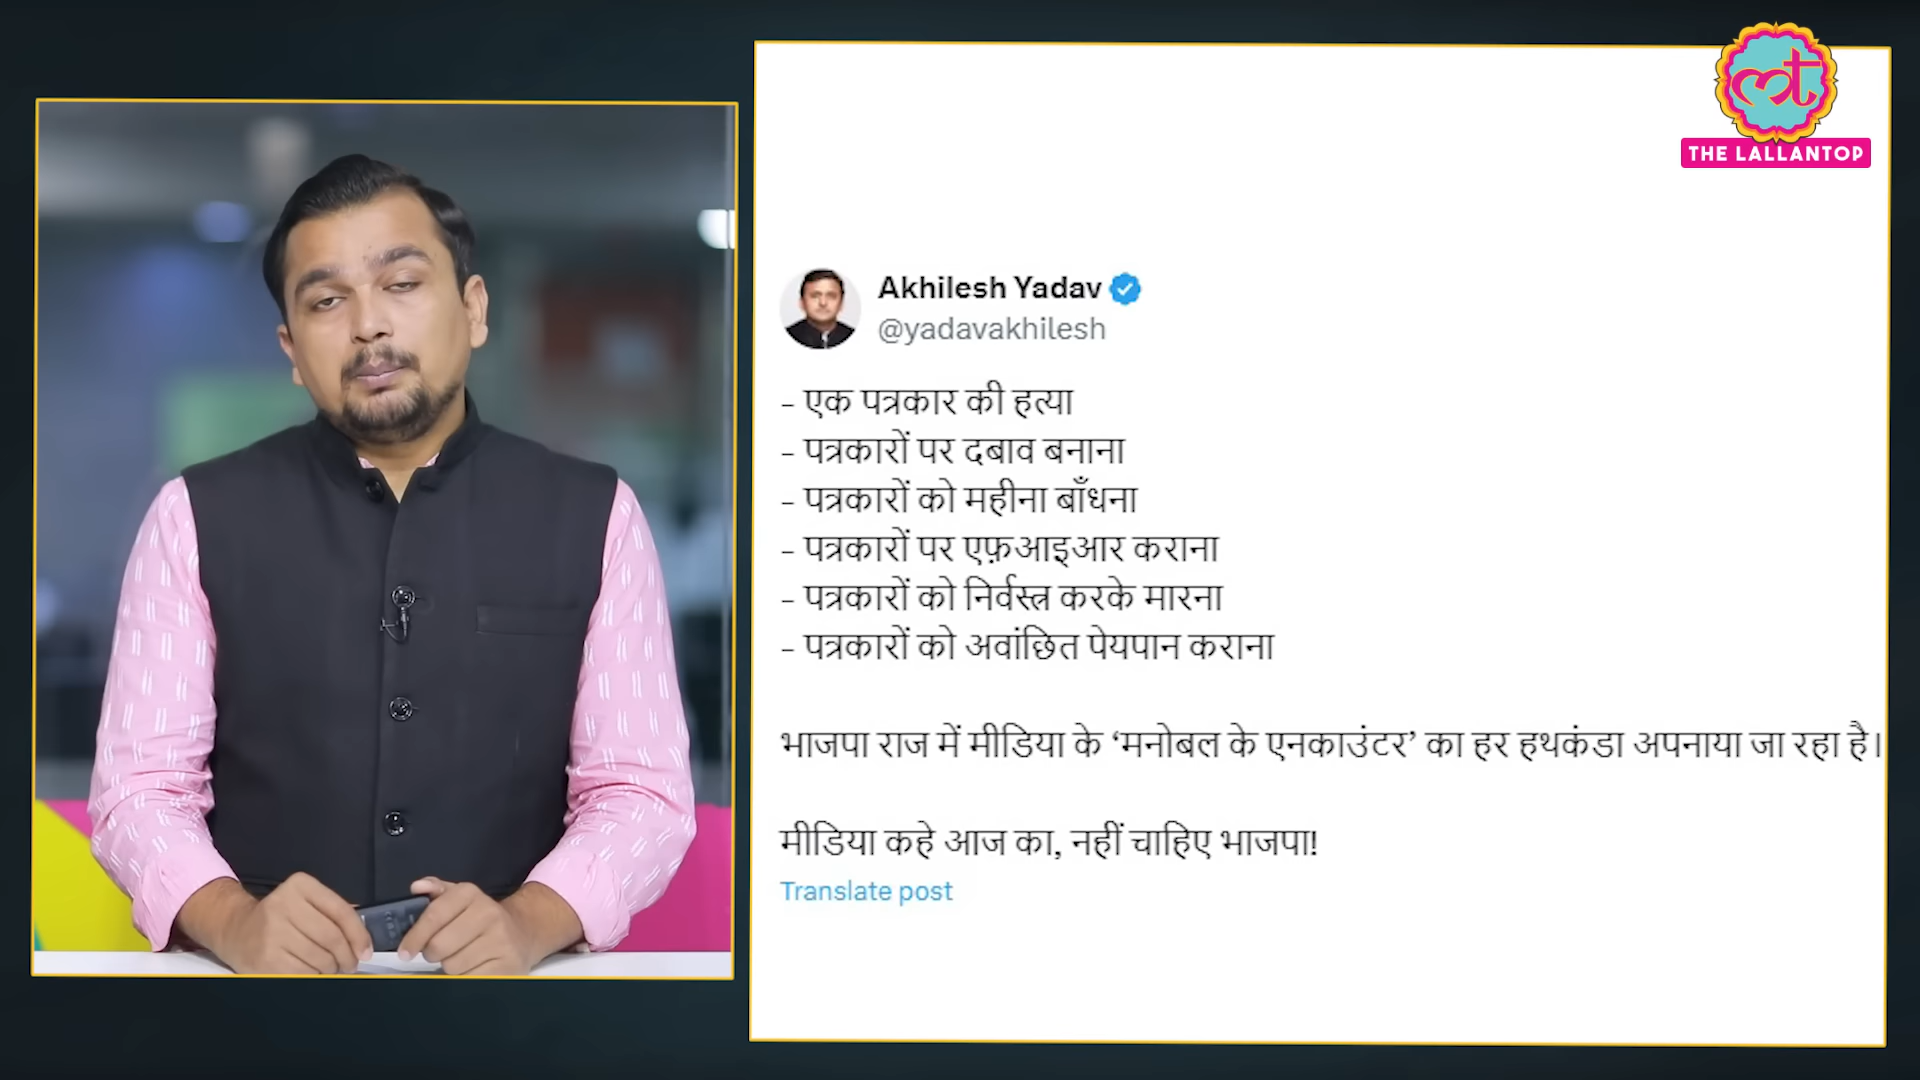 THE LALLANTOP
Akhilesh Yadav
@yadavakhilesh
- एक पत्रकार की हत्या
- पत्रकारों पर दबाव बनाना
- पत्रकारों को महीना बाँधना
- पत्रकारों पर एफ़आइआर कराना
- पत्रकारों को निर्वस्त्र करके मारना
- पत्रकारों को अवांछित पेयपान कराना
भाजपा राज में मीडिया के ‘मनोबल के एनकाउंटर’ का हर हथकंडा अपनाया जा रहा है।
मीडिया कहे आज का, नहीं चाहिए भाजपा!
Translate post